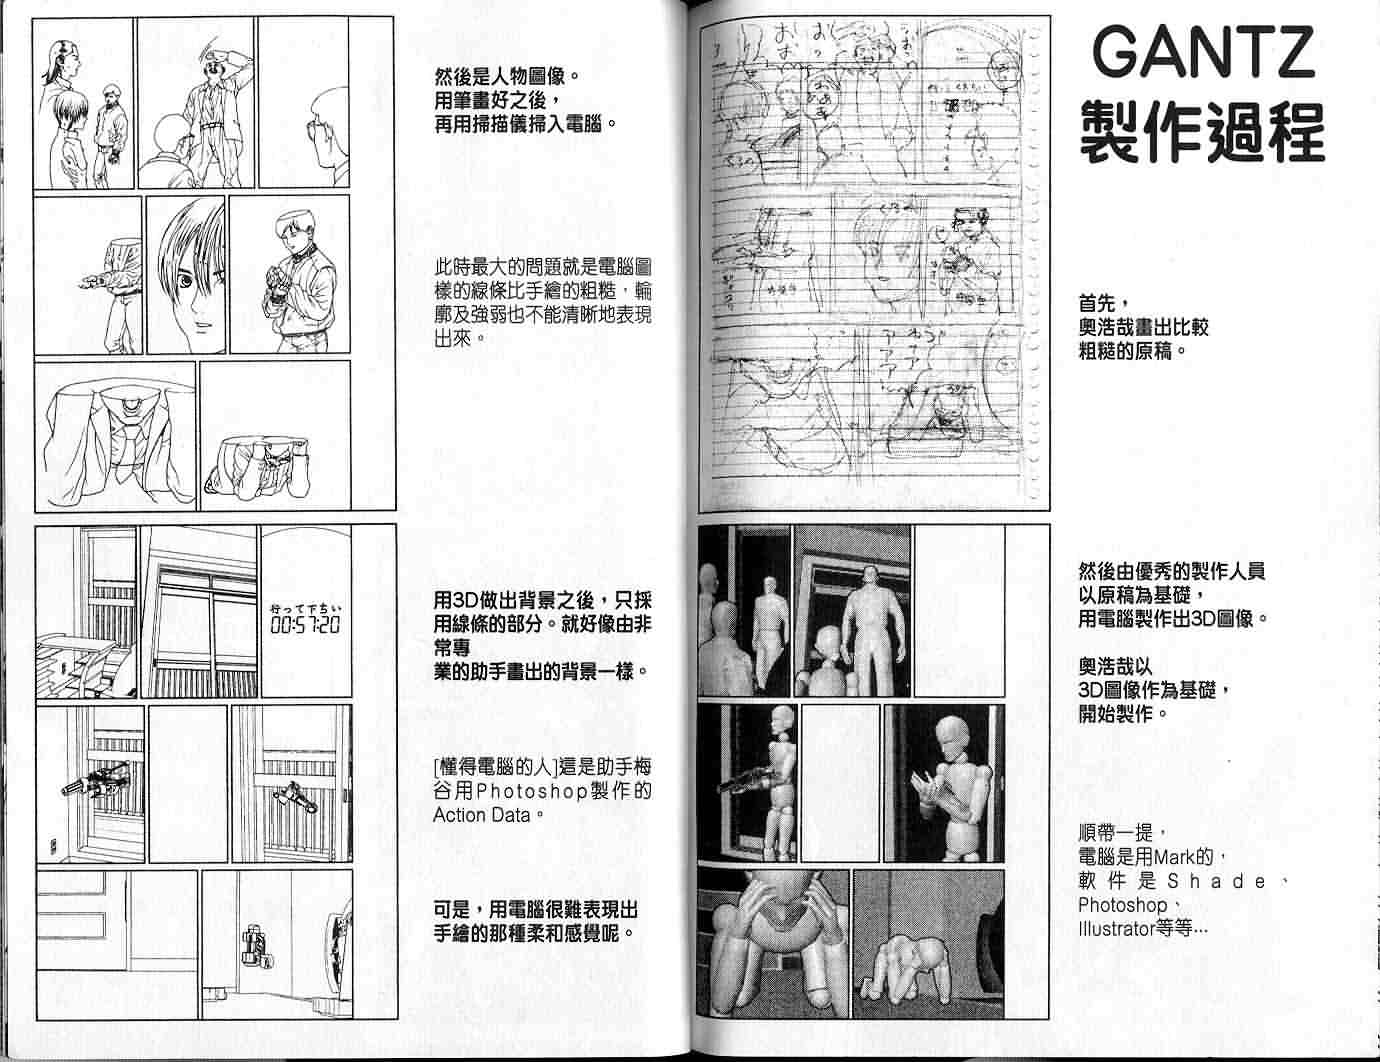 GANTZ
製作過程
首先，
奧浩哉畫出比較
粗糙的原稿。
然後由優秀的製作人員
以原稿為基礎，
用電腦製作出3D圖像。
奧浩哉以
3D圖像作為基礎，
開始製作。
順帶一提，
電腦是用Mark的，
軟件是Shade、
Photoshop、
Illustrator等等...
然後是人物圖像。
用筆畫好之後，
再用掃描儀掃入電腦。
此時最大的問題就是電腦圖
樣的線條比手繪的粗糙，輪
廓及強弱也不能清晰地表現
出來。
用3D做出背景之後，只採
用線條的部分。就好像由非
常專
業的助手畫出的背景一樣。
[懂得電腦的人]這是助手梅
谷用Photoshop製作的
Action Data。
可是，用電腦很難表現出
手繪的那種柔和感覺呢。
行って下ちい
00:57:20